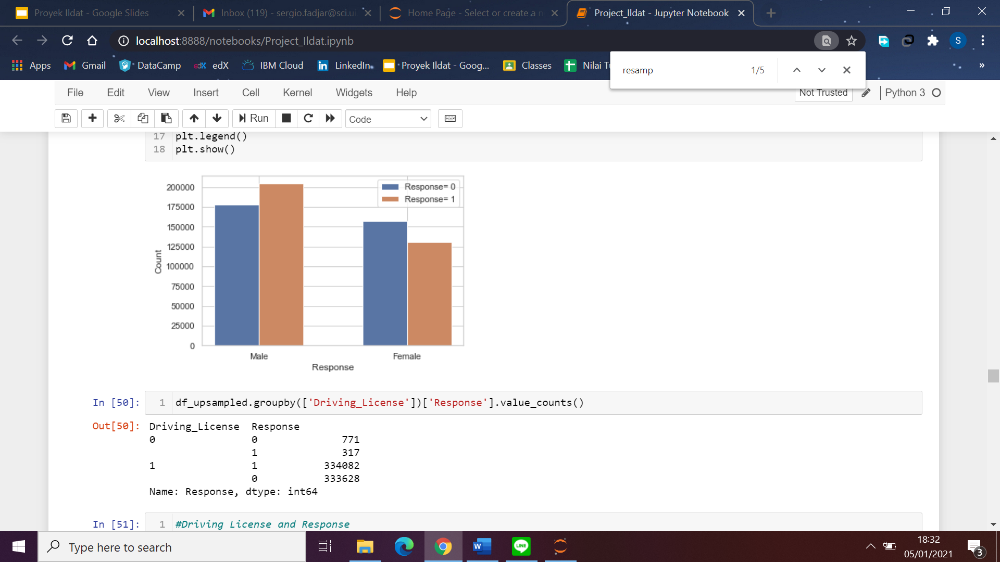 Proyek Ildat - Google Slides
Inbox (119) - sergio.fadjar@sci.ui
Home Page - Select or create a n
Project_Ildat - Jupyter Notebook
localhost:8888/notebooks/Project_Ildat.ipynb
S
Apps
Gmail
DataCamp
edX
IBM Cloud
LinkedIn
Proyek Ildat - Goog...
Classes
Nilai T
»
resamp
1/5
File
Edit
View
Insert
Cell
Kernel
Widgets
Help
Not Trusted
Python 3
Run
Code
17 plt.legend()
18 plt.show()
Response= 0
Response= 1
200000
175000
150000
125000
100000
75000
50000
25000
0
Count
Male
Female
Response
In [50]: 1 df_upsampled.groupby(['Driving_License'])['Response'].value_counts()
Out[50]: Driving_License Response
0 0 771
1 317
1 1 334082
0 333628
Name: Response, dtype: int64
In [51]: 1 #Driving License and Response
Type here to search
W
LINE
18:32
05/01/2021
3